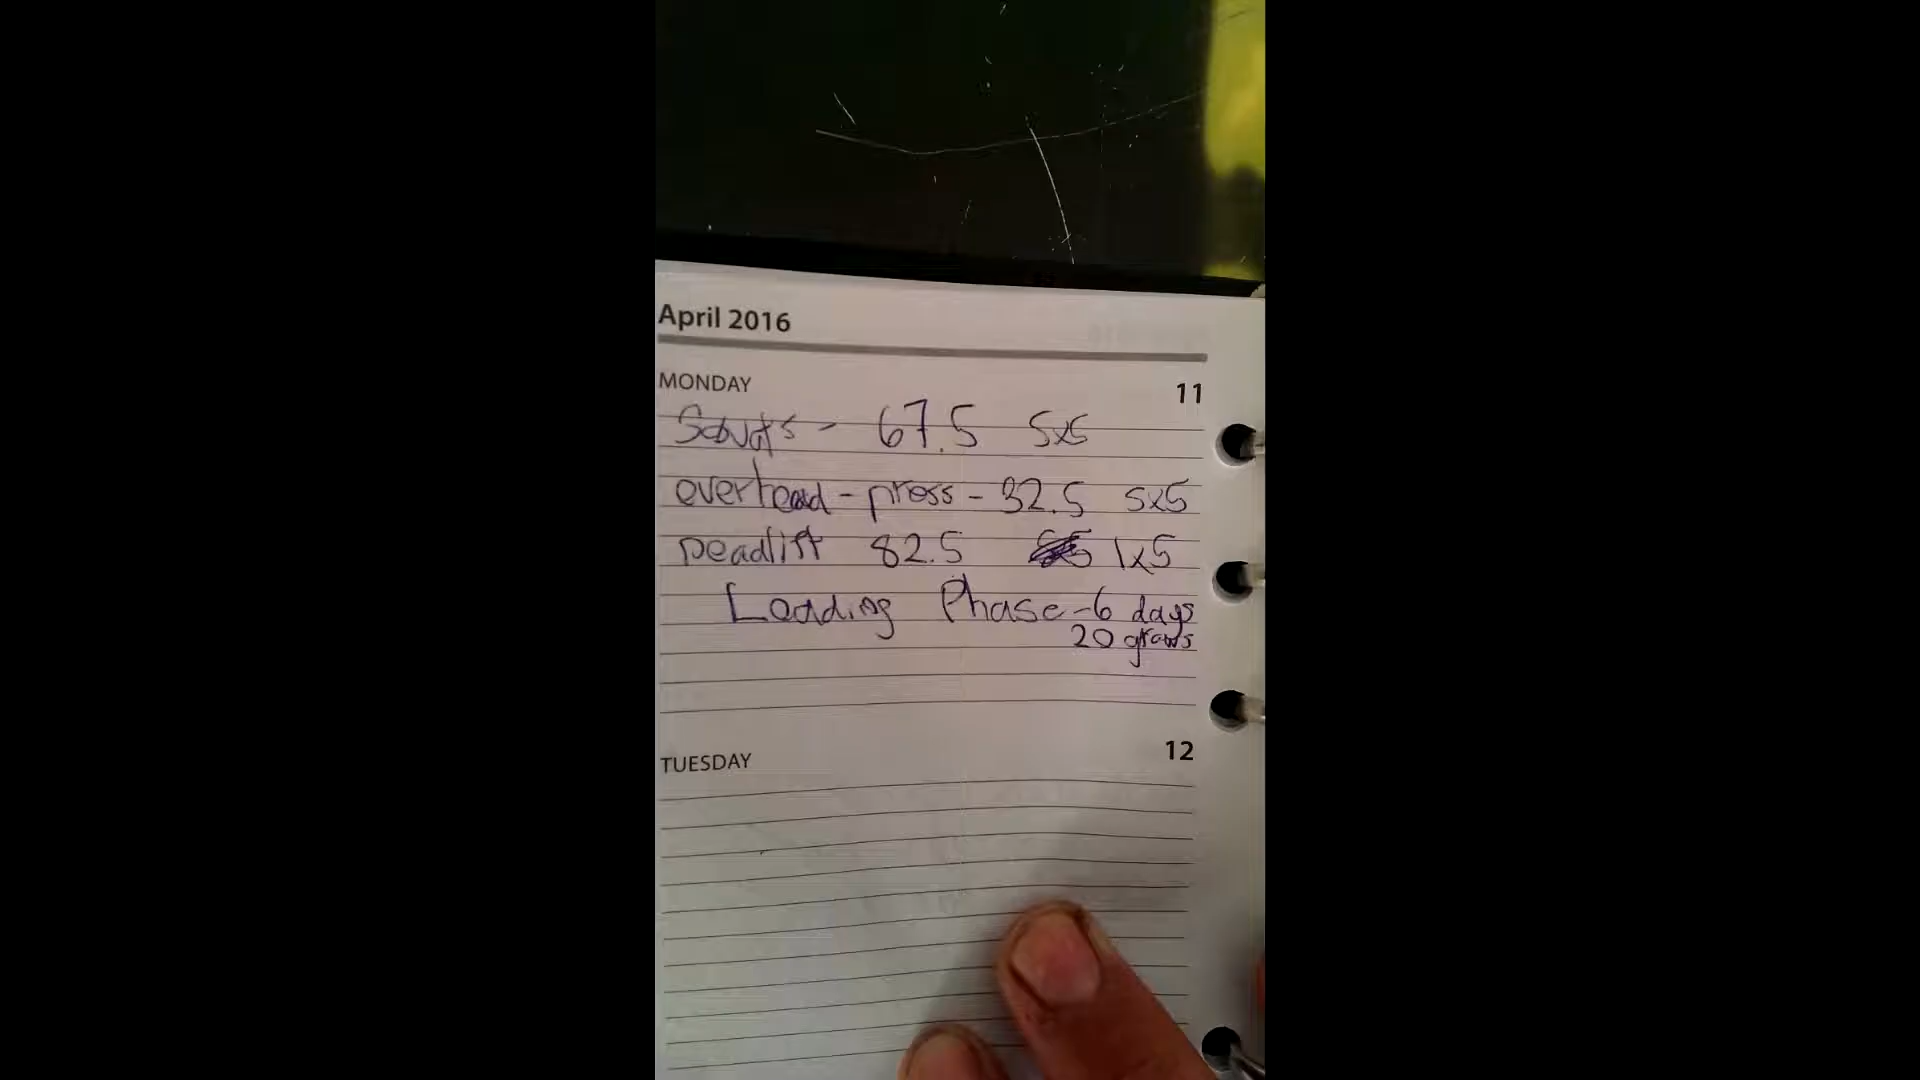 April 2016
MONDAY 11
Squats - 67.5 5x5
overhead - press - 32.5 5x5
Deadlift 82.5 1x5
Loading Phase - 6 days
20 grams
TUESDAY 12